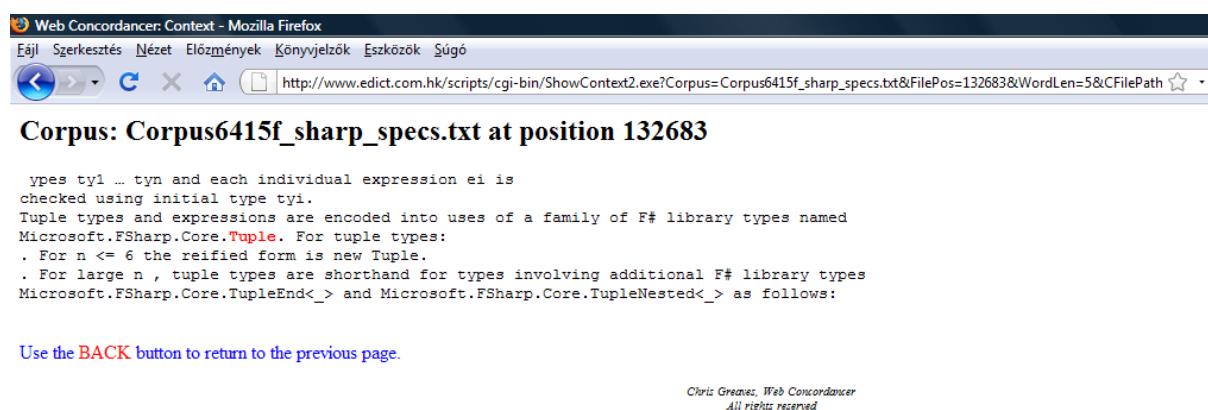 Web Concordancer: Context - Mozilla Firefox
Fájl Szerkesztés Nézet Előzmények Könyvjelzők Eszközök Súgó
http://www.edict.com.hk/scripts/cgi-bin/ShowContext2.exe?Corpus=Corpus6415f_sharp_specs.txt&FilePos=132683&WordLen=5&CFilePath
Corpus: Corpus6415f_sharp_specs.txt at position 132683
ypes ty1 … tyn and each individual expression ei is
checked using initial type tyi.
Tuple types and expressions are encoded into uses of a family of F# library types named
Microsoft.FSharp.Core.Tuple. For tuple types:
. For n <= 6 the reified form is new Tuple.
. For large n , tuple types are shorthand for types involving additional F# library types
Microsoft.FSharp.Core.TupleEnd<_> and Microsoft.FSharp.Core.TupleNested<_> as follows:
Use the BACK button to return to the previous page.
Chris Greaves, Web Concordancer
All rights reserved